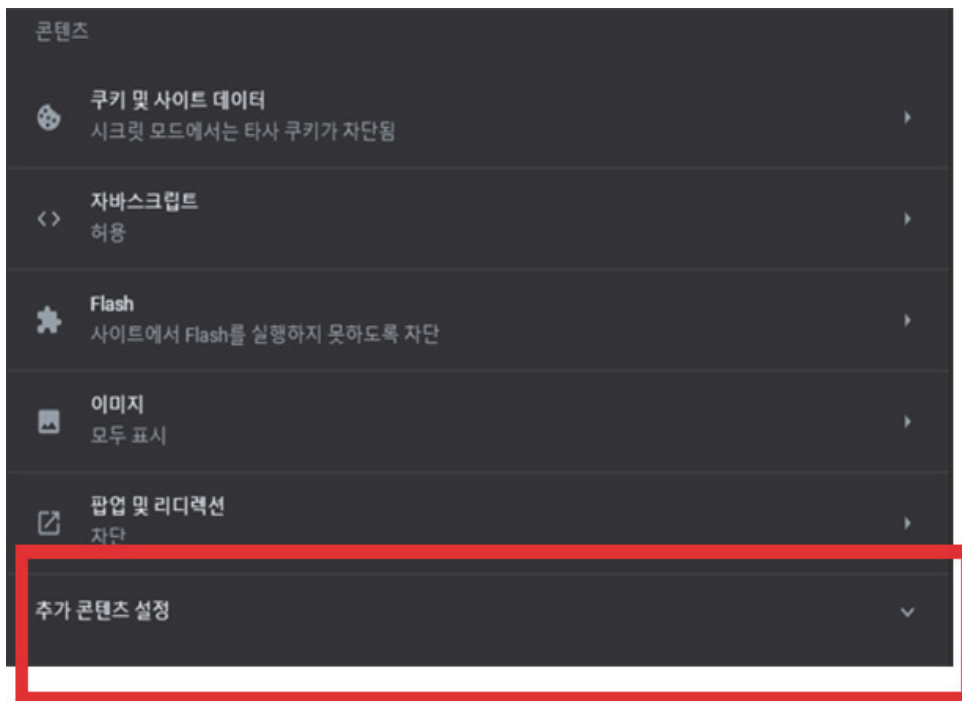 콘텐츠
쿠키 및 사이트 데이터
시크릿 모드에서는 타사 쿠키가 차단됨
자바스크립트
허용
Flash
사이트에서 Flash를 실행하지 못하도록 차단
이미지
모두 표시
팝업 및 리디렉션
차단
추가 콘텐츠 설정